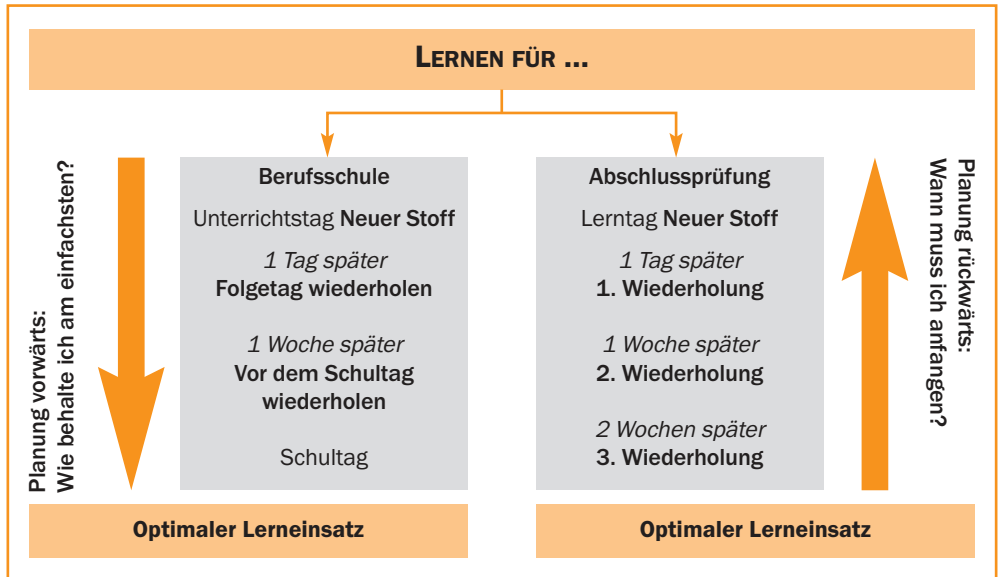 LERNEN FÜR ...
Planung vorwärts:
Wie behalte ich am einfachsten?
Berufsschule
Unterrichtstag Neuer Stoff
1 Tag später
Folgetag wiederholen
1 Woche später
Vor dem Schultag
wiederholen
Schultag
Optimaler Lerneinsatz
Abschlussprüfung
Lerntag Neuer Stoff
1 Tag später
1. Wiederholung
1 Woche später
2. Wiederholung
2 Wochen später
3. Wiederholung
Optimaler Lerneinsatz
Planung rückwärts:
Wann muss ich anfangen?